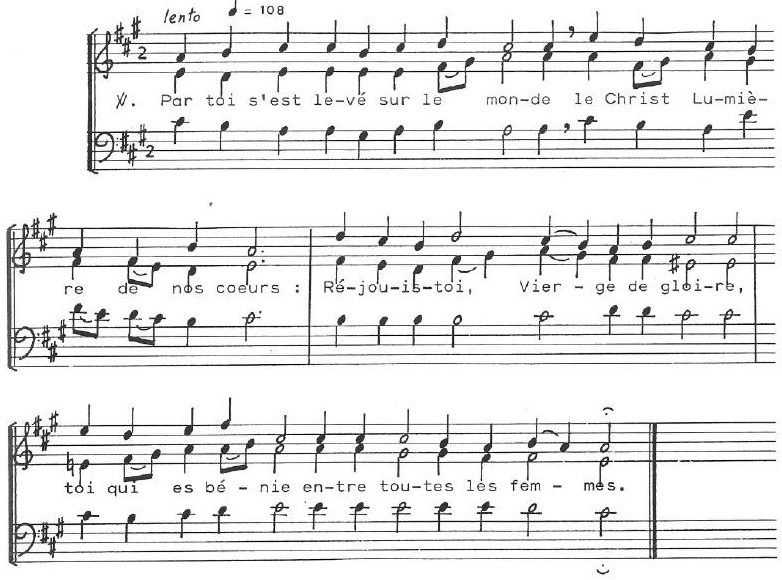 lento ♩ = 108
℣. Par toi s'est le-vé sur le mon-de le Christ Lu-miè-
re de nos coeurs : Ré-jou-is-toi, Vier - ge de gloi-re,
toi qui es bé - nie en-tre tou-tes les fem - mes.